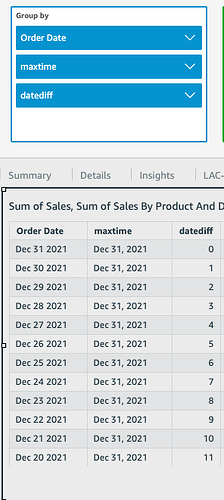 Group by
Order Date
maxtime
datediff
Summary Details Insights LAC-
Sum of Sales, Sum of Sales By Product And D
Order Date maxtime datediff
Dec 31 2021 Dec 31, 2021 0
Dec 30 2021 Dec 31, 2021 1
Dec 29 2021 Dec 31, 2021 2
Dec 28 2021 Dec 31, 2021 3
Dec 27 2021 Dec 31, 2021 4
Dec 26 2021 Dec 31, 2021 5
Dec 25 2021 Dec 31, 2021 6
Dec 24 2021 Dec 31, 2021 7
Dec 23 2021 Dec 31, 2021 8
Dec 22 2021 Dec 31, 2021 9
Dec 21 2021 Dec 31, 2021 10
Dec 20 2021 Dec 31, 2021 11